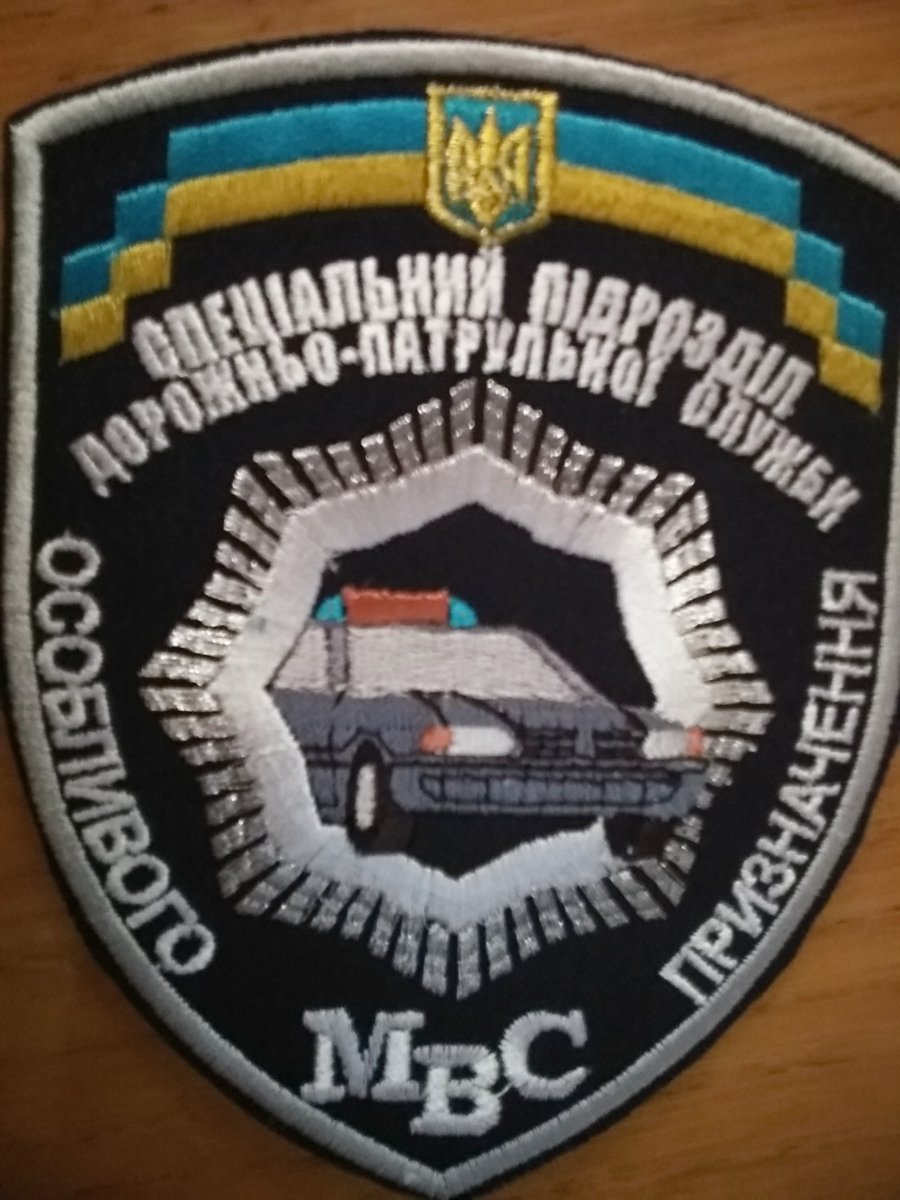 СПЕЦІАЛЬНИЙ ПІДРОЗДІЛ
ДОРОЖНЬО-ПАТРУЛЬНОЇ СЛУЖБИ
ОСОБЛИВОГО
ПРИЗНАЧЕННЯ
МВС